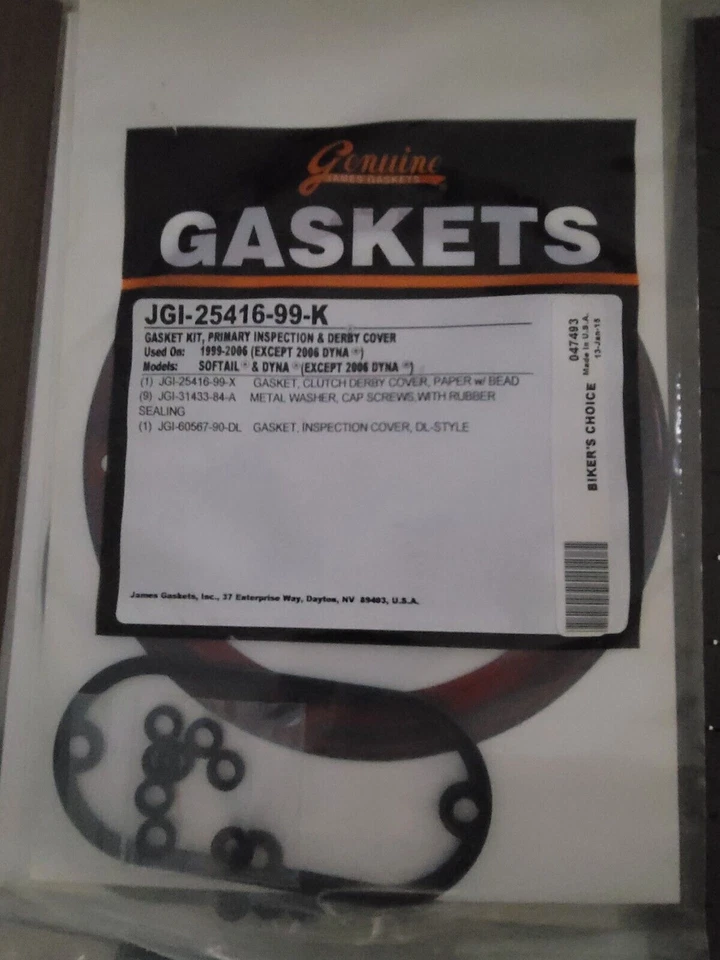 Genuine
JAMES GASKETS
GASKETS
JGI-25416-99-K
GASKET KIT, PRIMARY INSPECTION & DERBY COVER
Used On: 1999-2006 (EXCEPT 2006 DYNA®)
Models: SOFTAIL® & DYNA® (EXCEPT 2006 DYNA®)
(1) JGI-25416-99-X GASKET, CLUTCH DERBY COVER, PAPER w/ BEAD
(9) JGI-31433-84-A METAL WASHER, CAP SCREWS,WITH RUBBER
SEALING
(1) JGI-60567-90-DL GASKET, INSPECTION COVER, DL-STYLE
James Gaskets, Inc., 37 Enterprise Way, Dayton, NV 89403, U.S.A.
BIKER'S CHOICE
047493
Made in U.S.A.
13-Jan-15